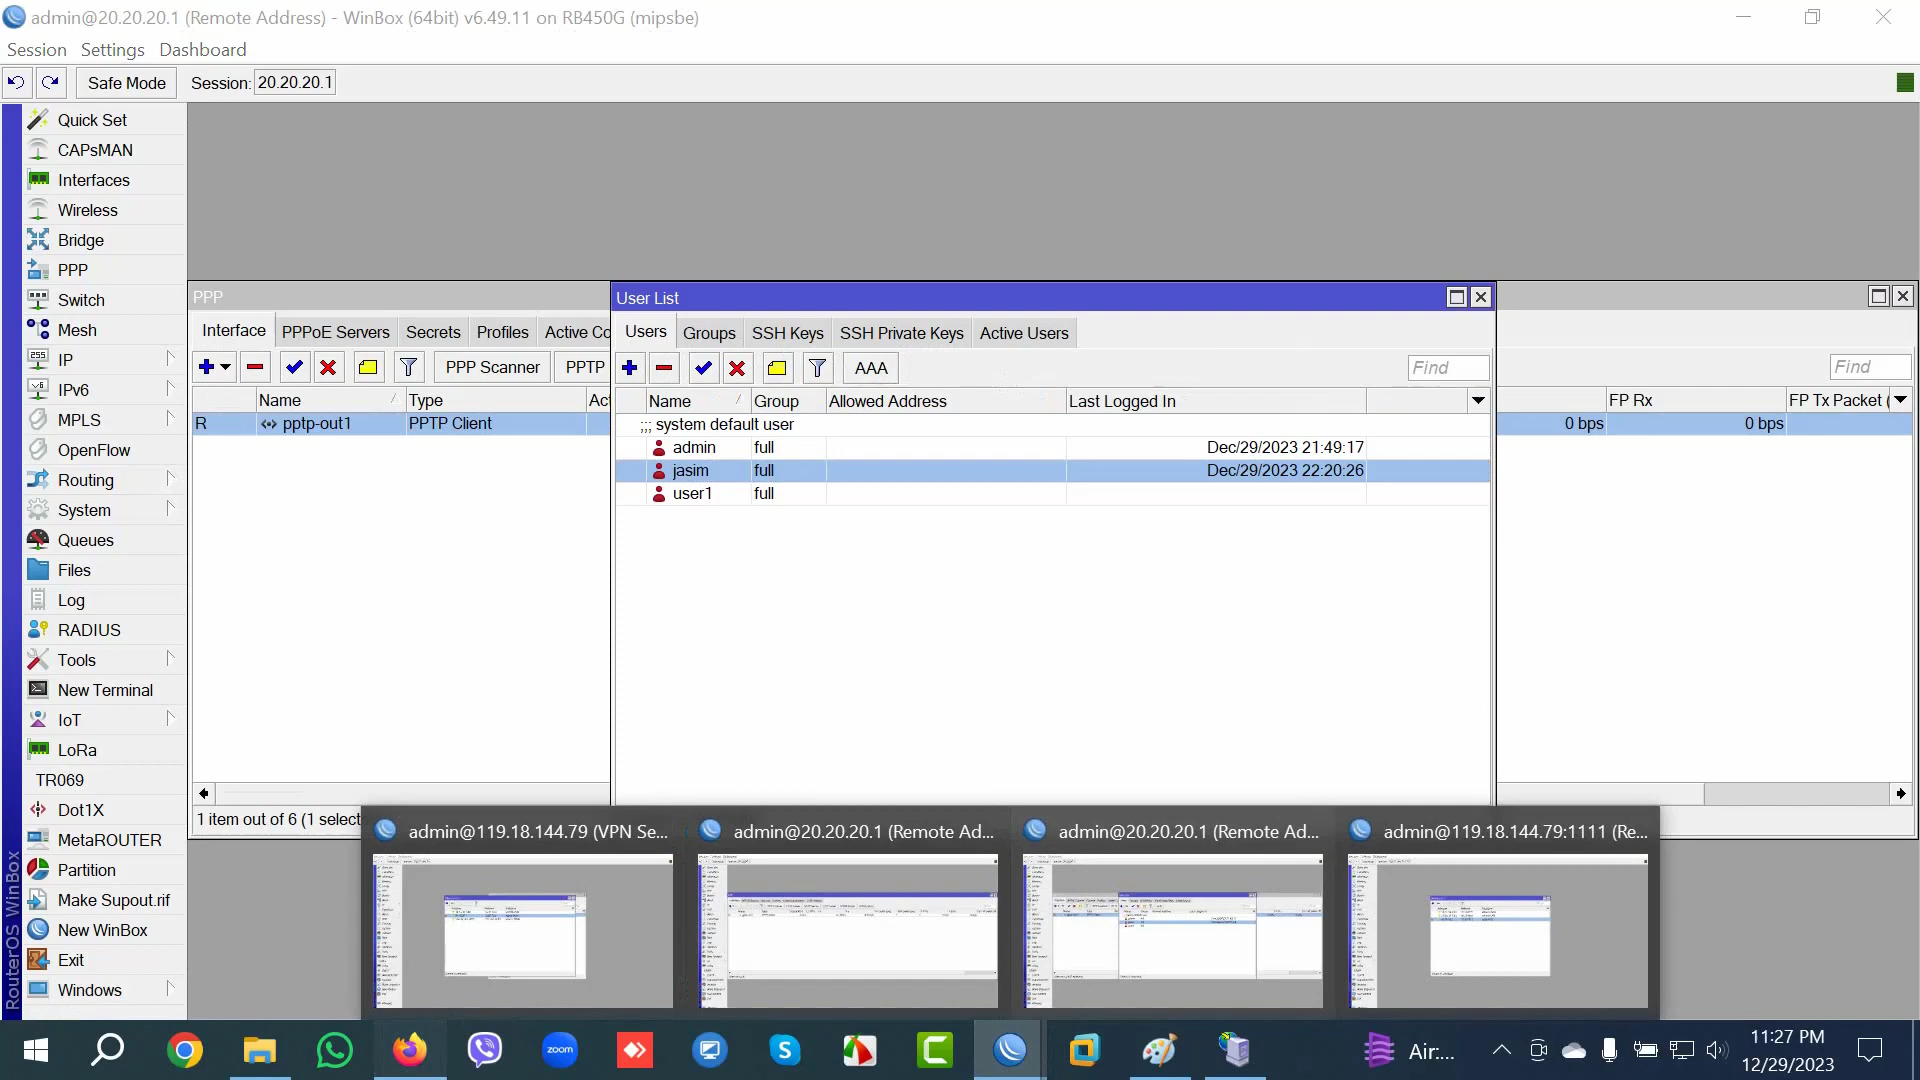 admin@20.20.20.1 (Remote Address) - WinBox (64bit) v6.49.11 on RB450G (mipsbe)
Session Settings Dashboard
Safe Mode Session: 20.20.20.1
Quick Set
CAPsMAN
Interfaces
Wireless
Bridge
PPP
Switch
Mesh
IP
IPv6
MPLS
OpenFlow
Routing
System
Queues
Files
Log
RADIUS
Tools
New Terminal
IoT
LoRa
TR069
Dot1X
MetaROUTER
Partition
Make Supout.rif
New WinBox
Exit
Windows
RouterOS WinBox
PPP
Interface PPPoE Servers Secrets Profiles Active Co
PPP Scanner PPTP
Name Type Act
R pptp-out1 PPTP Client
1 item out of 6 (1 select
User List
Users Groups SSH Keys SSH Private Keys Active Users
AAA Find
Name Group Allowed Address Last Logged In
;;; system default user
admin full Dec/29/2023 21:49:17
jasim full Dec/29/2023 22:20:26
user1 full
Find
FP Rx FP Tx Packet (
0 bps 0 bps
admin@119.18.144.79 (VPN Se...
admin@20.20.20.1 (Remote Ad...
admin@20.20.20.1 (Remote Ad...
admin@119.18.144.79:1111 (Re...
zoom
Air:...
11:27 PM
12/29/2023